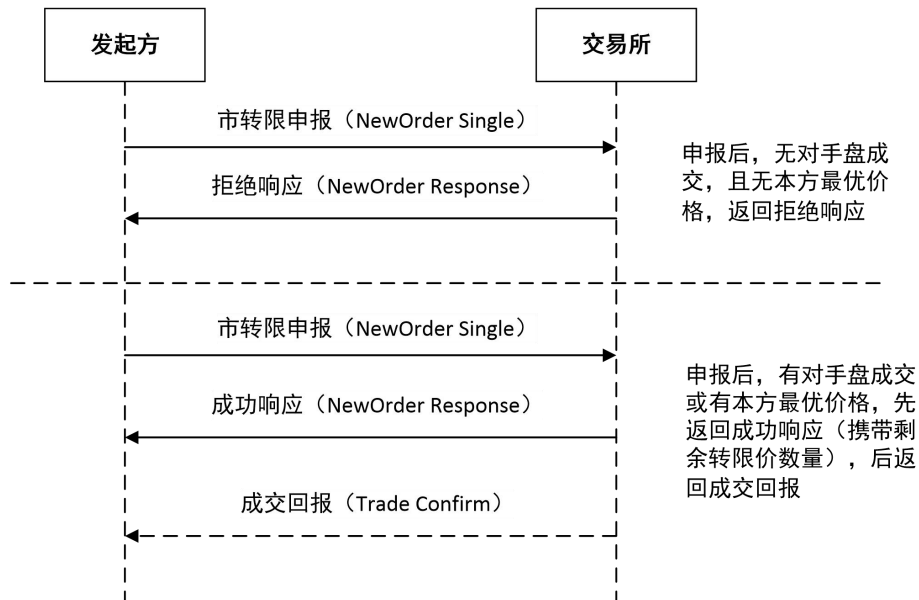 发起方
交易所
市转限申报（NewOrder Single）
申报后，无对手盘成
交，且无本方最优价
格，返回拒绝响应
拒绝响应（NewOrder Response）
市转限申报（NewOrder Single）
申报后，有对手盘成交
或有本方最优价格，先
返回成功响应（携带剩
余转限价数量），后返
回成交回报
成功响应（NewOrder Response）
成交回报（Trade Confirm）